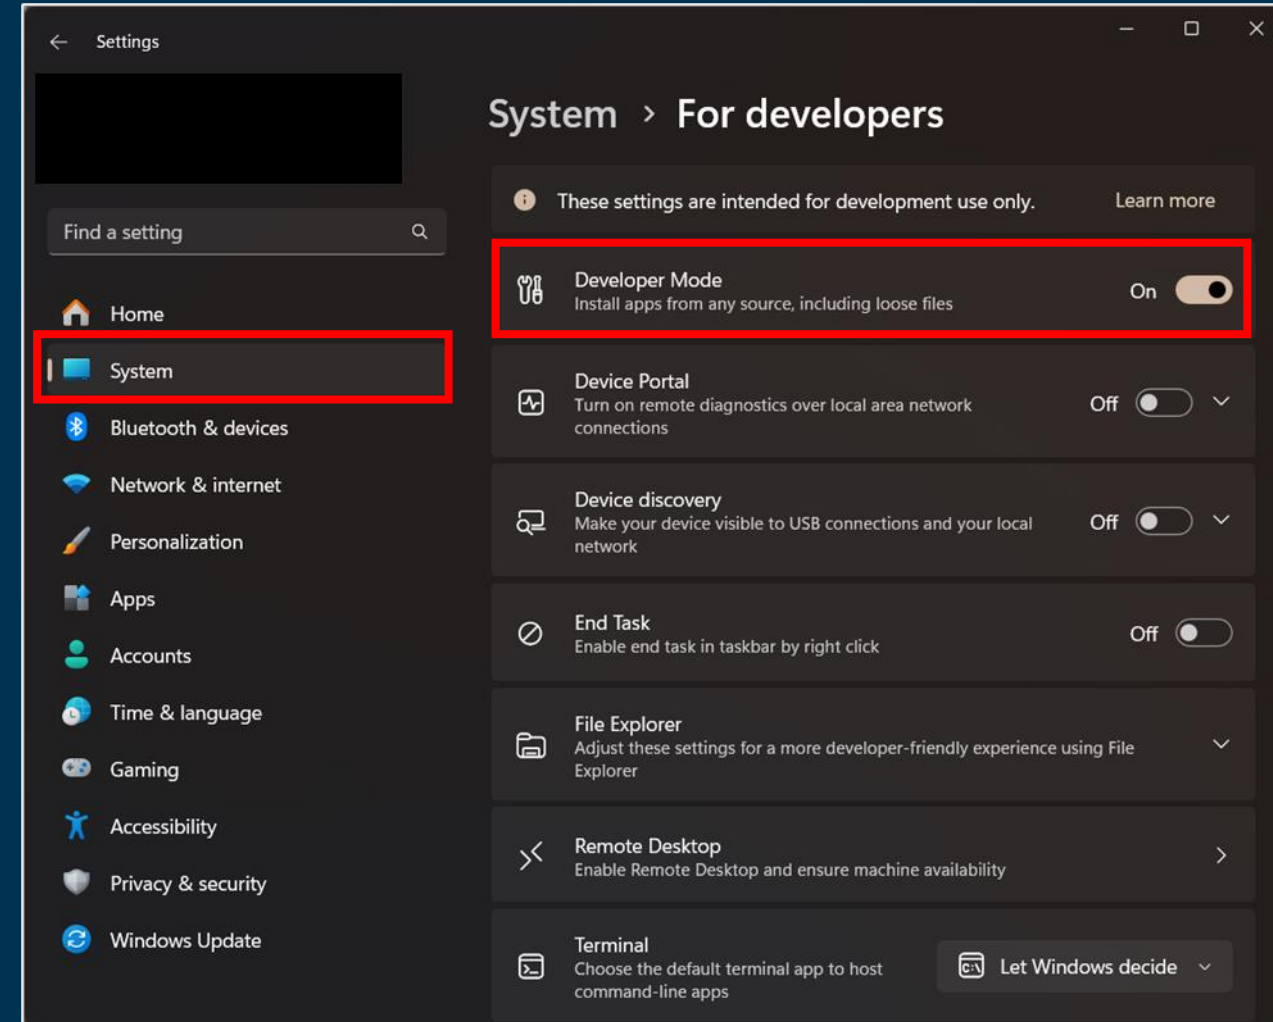 Settings
System > For developers
These settings are intended for development use only.
Learn more
Find a setting
Home
System
Bluetooth & devices
Network & internet
Personalization
Apps
Accounts
Time & language
Gaming
Accessibility
Privacy & security
Windows Update
Developer Mode
Install apps from any source, including loose files
On
Device Portal
Turn on remote diagnostics over local area network
connections
Off
Device discovery
Make your device visible to USB connections and your local
network
Off
End Task
Enable end task in taskbar by right click
Off
File Explorer
Adjust these settings for a more developer-friendly experience using File
Explorer
Remote Desktop
Enable Remote Desktop and ensure machine availability
Terminal
Choose the default terminal app to host
command-line apps
Let Windows decide